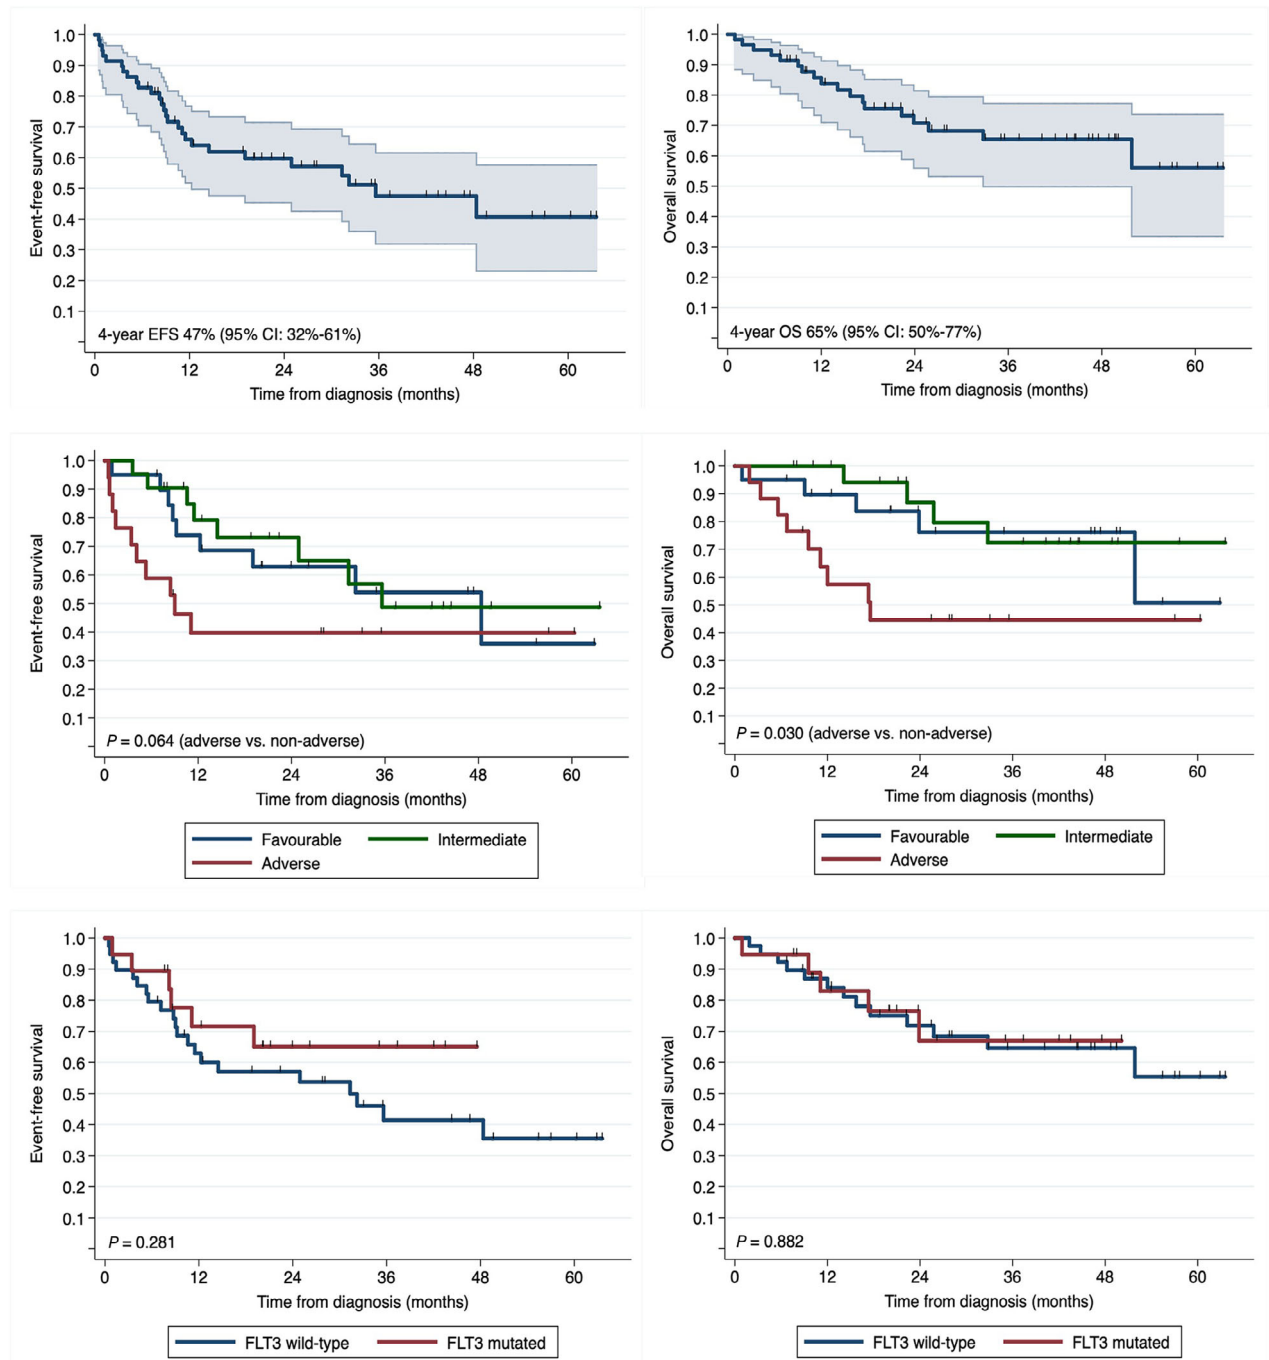 1.0
0.9
0.8
0.7
0.6
0.5
0.4
0.3
0.2
0.1
Event-free survival
4-year EFS 47% (95% CI: 32%-61%)
0 12 24 36 48 60
Time from diagnosis (months)
1.0
0.9
0.8
0.7
0.6
0.5
0.4
0.3
0.2
0.1
Overall survival
4-year OS 65% (95% CI: 50%-77%)
0 12 24 36 48 60
Time from diagnosis (months)
1.0
0.9
0.8
0.7
0.6
0.5
0.4
0.3
0.2
0.1
Event-free survival
P = 0.064 (adverse vs. non-adverse)
0 12 24 36 48 60
Time from diagnosis (months)
Favourable Intermediate
Adverse
1.0
0.9
0.8
0.7
0.6
0.5
0.4
0.3
0.2
0.1
Overall survival
P = 0.030 (adverse vs. non-adverse)
0 12 24 36 48 60
Time from diagnosis (months)
Favourable Intermediate
Adverse
1.0
0.9
0.8
0.7
0.6
0.5
0.4
0.3
0.2
0.1
Event-free survival
P = 0.281
0 12 24 36 48 60
Time from diagnosis (months)
FLT3 wild-type FLT3 mutated
1.0
0.9
0.8
0.7
0.6
0.5
0.4
0.3
0.2
0.1
Overall survival
P = 0.882
0 12 24 36 48 60
Time from diagnosis (months)
FLT3 wild-type FLT3 mutated